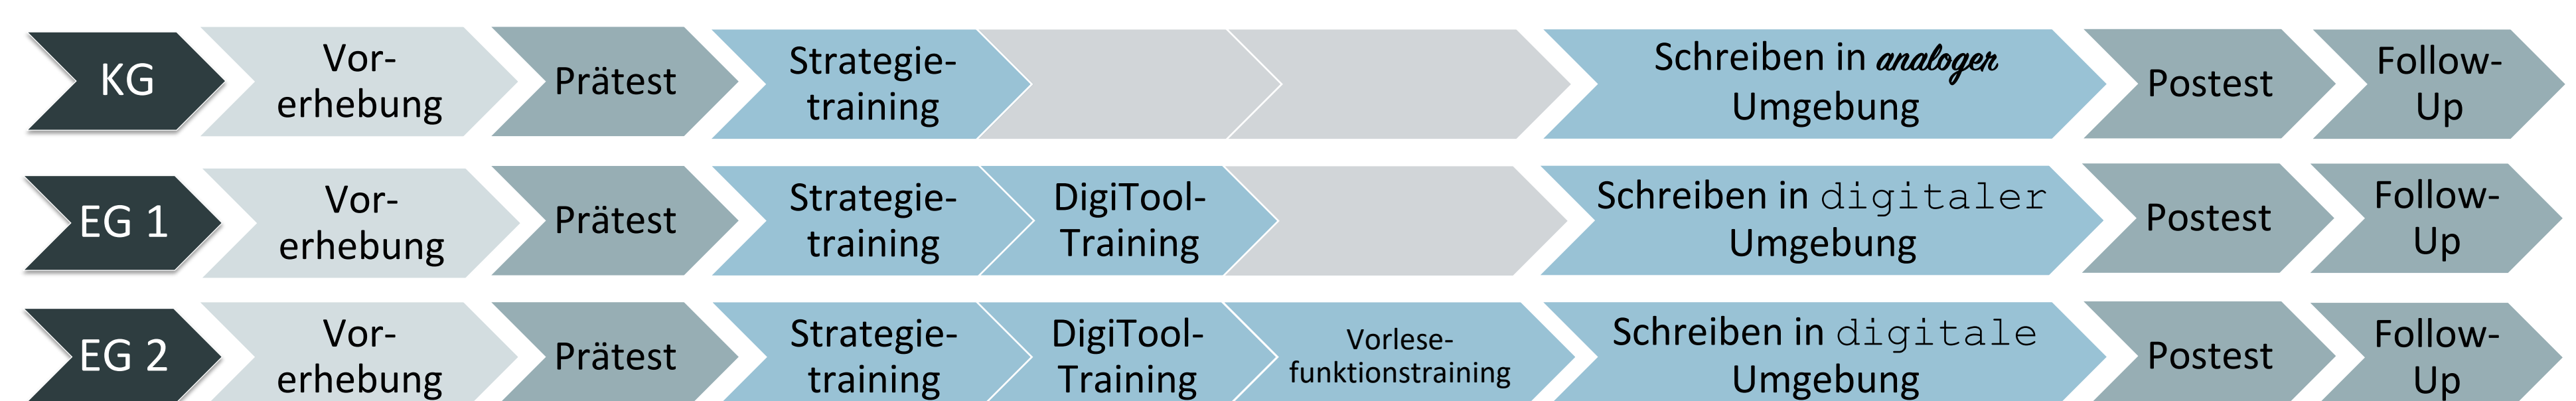 KG
Vor-
erhebung
Prätest
Strategie-
training
Schreiben in analoger
Umgebung
Postest
Follow-
Up
EG 1
Vor-
erhebung
Prätest
Strategie-
training
DigiTool-
Training
Schreiben in digitaler
Umgebung
Postest
Follow-
Up
EG 2
Vor-
erhebung
Prätest
Strategie-
training
DigiTool-
Training
Vorlese-
funktionstraining
Schreiben in digitale
Umgebung
Postest
Follow-
Up